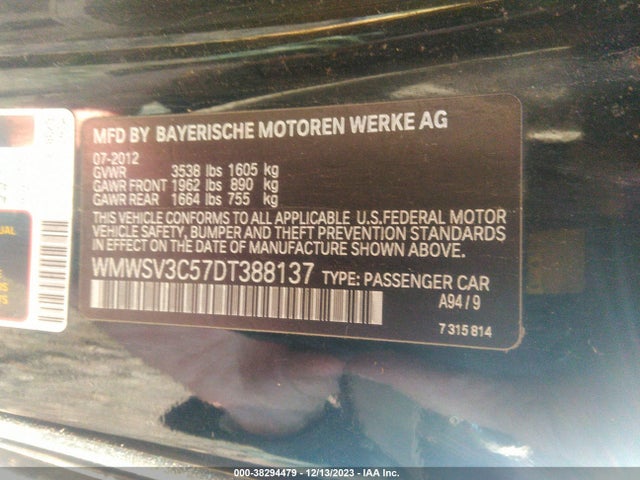 MFD BY BAYERISCHE MOTOREN WERKE AG
07-2012
GVWR 3538 lbs 1605 kg
GAWR FRONT 1962 lbs 890 kg
GAWR REAR 1664 lbs 755 kg
THIS VEHICLE CONFORMS TO ALL APPLICABLE U.S.FEDERAL MOTOR
VEHICLE SAFETY, BUMPER AND THEFT PREVENTION STANDARDS
IN EFFECT ON THE DATE OF MANUFACTURE SHOWN ABOVE.
WMWSV3C57DT388137 TYPE: PASSENGER CAR
A94/9
7 315 814
000-38294479 - 12/13/2023 - IAA Inc.